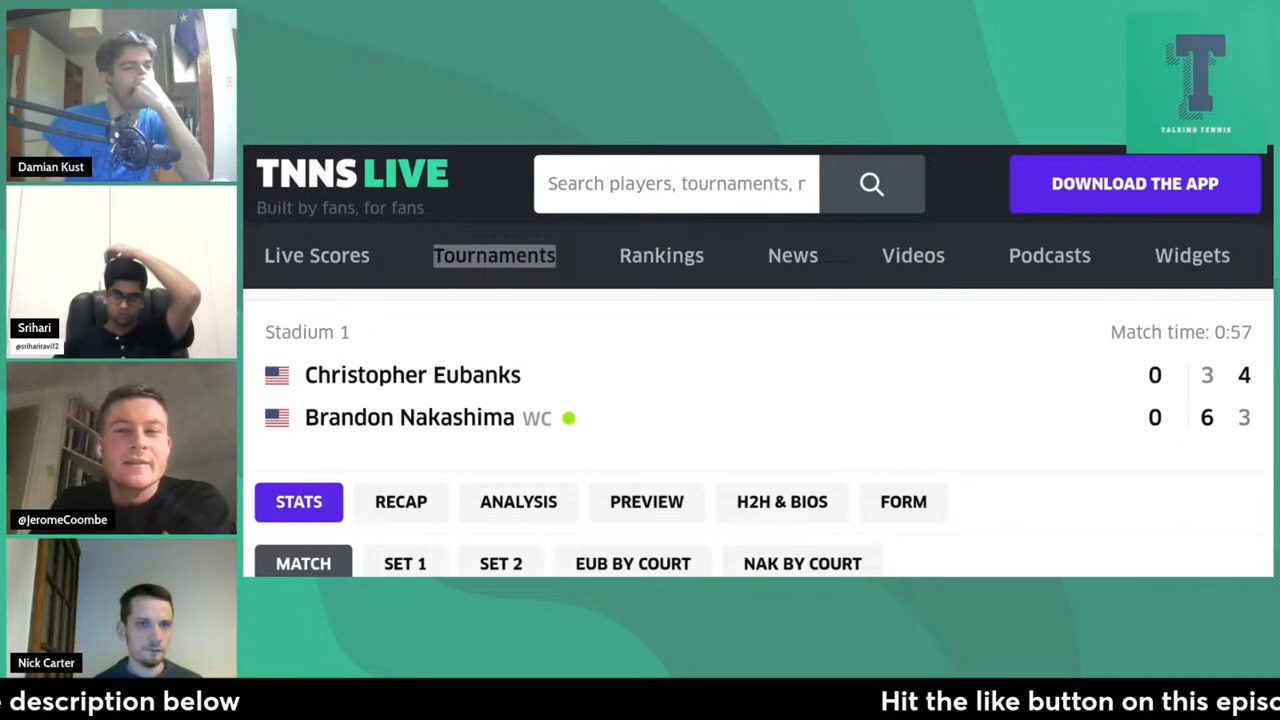 Damian Kust
Srihari
@srihariravi12
@JeromeCoombe
Nick Carter
T
TALKING TENNIS
TNNS LIVE
Built by fans, for fans
Search players, tournaments, r
DOWNLOAD THE APP
Live Scores Tournaments Rankings News Videos Podcasts Widgets
Stadium 1 Match time: 0:57
Christopher Eubanks 0 3 4
Brandon Nakashima WC 0 6 3
STATS RECAP ANALYSIS PREVIEW H2H & BIOS FORM
MATCH SET 1 SET 2 EUB BY COURT NAK BY COURT
e description below Hit the like button on this episo